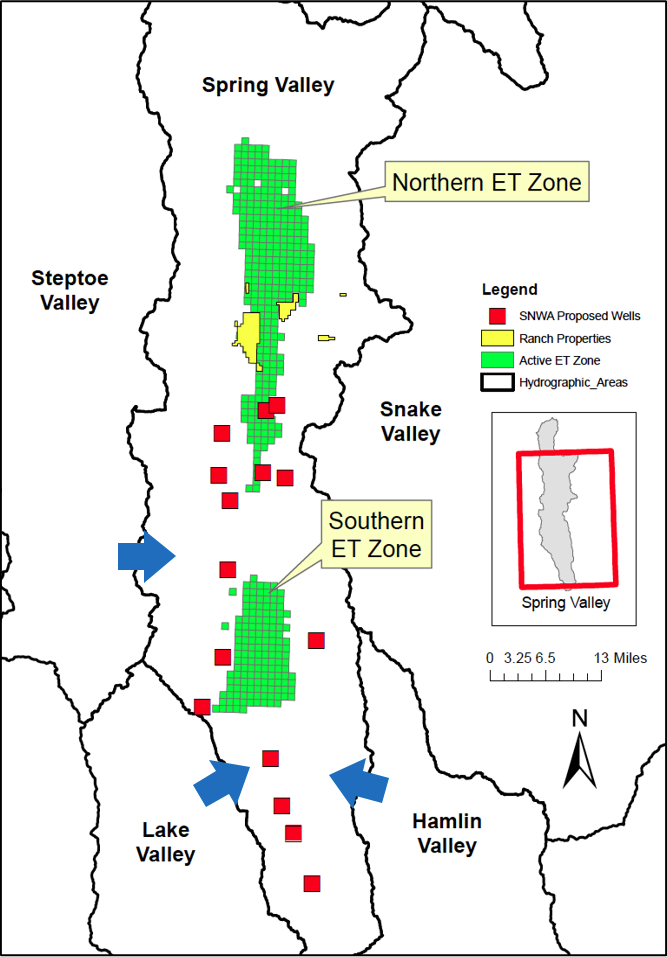 Spring Valley
Northern ET Zone
Steptoe
Valley
Legend
SNWA Proposed Wells
Ranch Properties
Active ET Zone
Hydrographic_Areas
Snake
Valley
Southern
ET Zone
Spring Valley
0 3.25 6.5 13 Miles
N
Lake
Valley
Hamlin
Valley